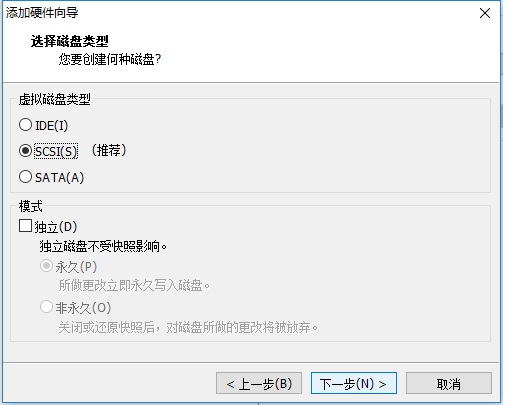 添加硬件向导
选择磁盘类型
您要创建何种磁盘?
虚拟磁盘类型
IDE(I)
SCSI(S) （推荐）
SATA(A)
模式
独立(D)
独立磁盘不受快照影响。
永久(P)
所做更改立即永久写入磁盘。
非永久(O)
关闭或还原快照后，对磁盘所做的更改将被放弃。
< 上一步(B) 下一步(N) > 取消